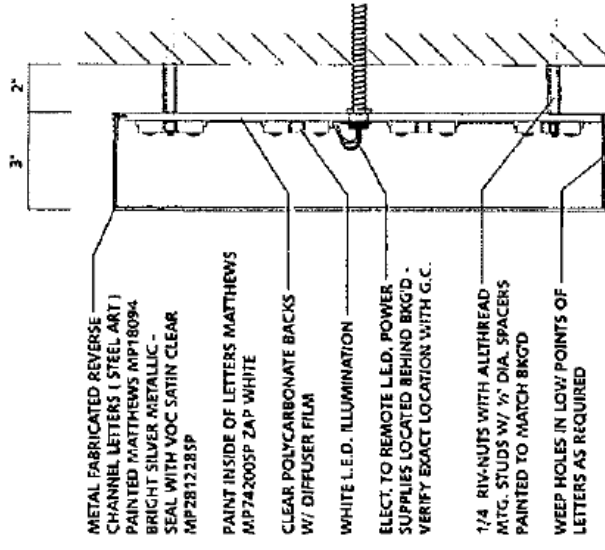 2"
3"
METAL FABRICATED REVERSE
CHANNEL LETTERS ( STEEL ART )
PAINTED MATTHEWS MP18094
BRIGHT SILVER METALLIC -
SEAL WITH VOC SATIN CLEAR
MP281228SP
PAINT INSIDE OF LETTERS MATTHEWS
MP74200SP ZAP WHITE
CLEAR POLYCARBONATE BACKS
W/ DIFFUSER FILM
WHITE L.E.D. ILLUMINATION
ELECT. TO REMOTE L.E.D. POWER
SUPPLIES LOCATED BEHIND BKG'D -
VERIFY EXACT LOCATION WITH G.C.
1/4 RIV-NUTS WITH ALLTHREAD
MTG. STUDS W/ ½" DIA. SPACERS
PAINTED TO MATCH BKG'D
WEEP HOLES IN LOW POINTS OF
LETTERS AS REQUIRED